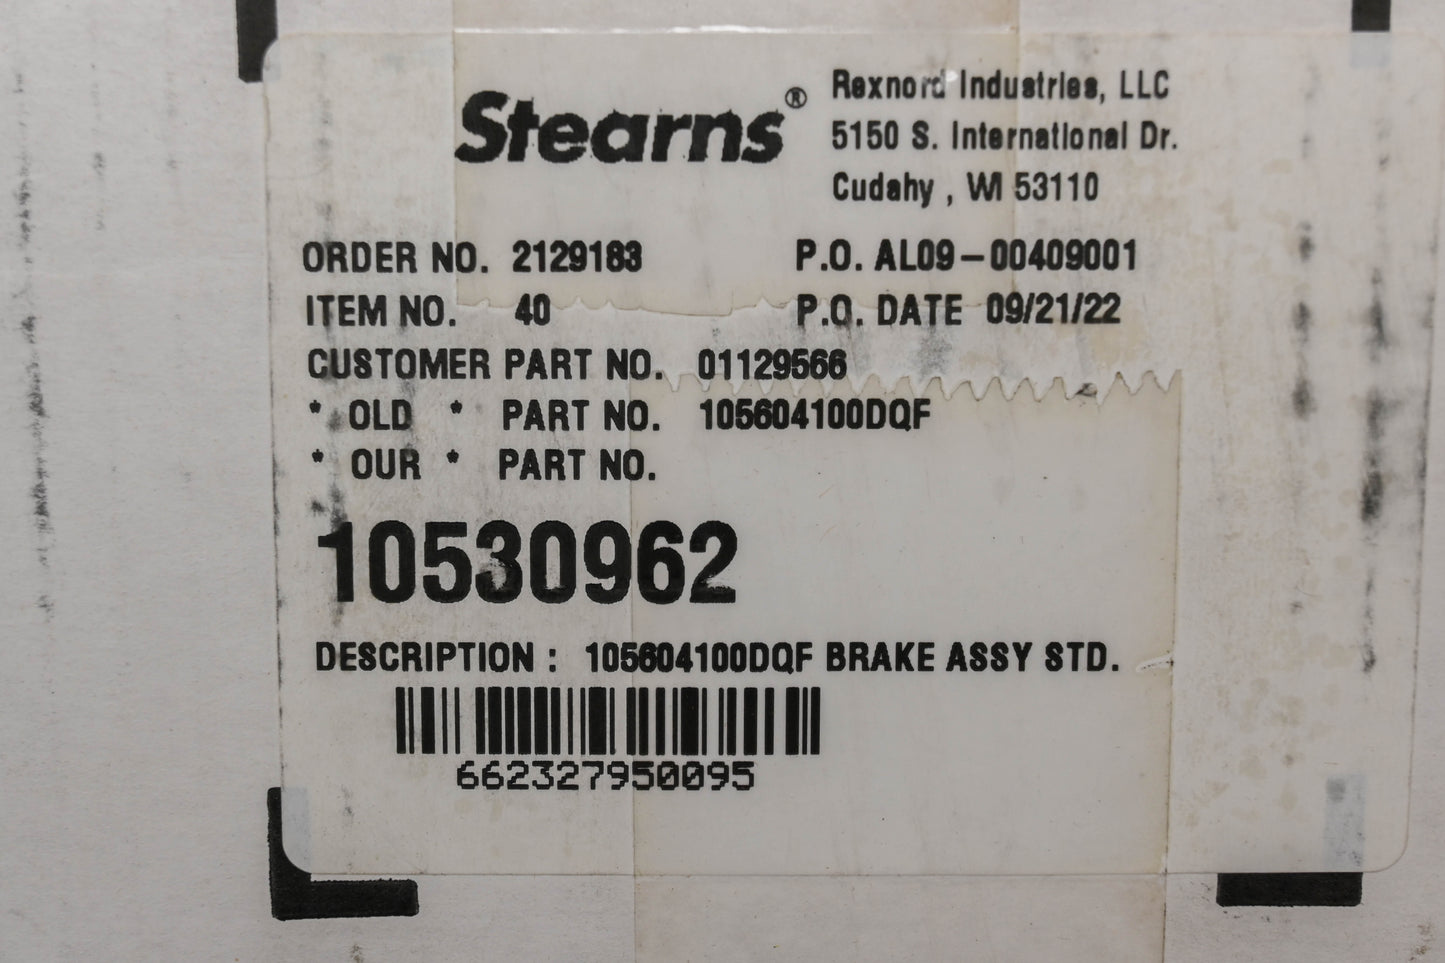 Stearns®
Rexnord Industries, LLC
5150 S. International Dr.
Cudahy , WI 53110
ORDER NO. 2129183 P.O. AL09-00409001
ITEM NO. 40 P.O. DATE 09/21/22
CUSTOMER PART NO. 01129566
* OLD * PART NO. 105604100DQF
* OUR * PART NO.
10530962
DESCRIPTION : 105604100DQF BRAKE ASSY STD.
662327950095